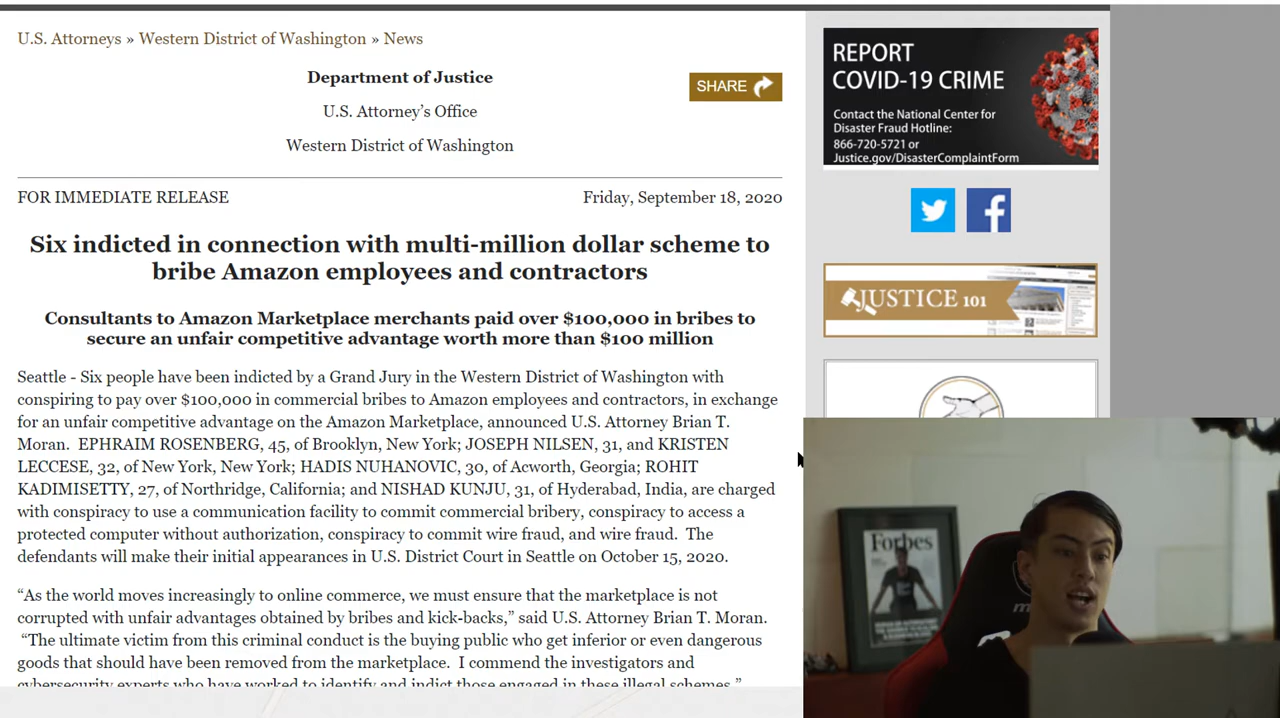 U.S. Attorneys » Western District of Washington » News
Department of Justice
SHARE
U.S. Attorney’s Office
Western District of Washington
FOR IMMEDIATE RELEASE
Friday, September 18, 2020
Six indicted in connection with multi-million dollar scheme to
bribe Amazon employees and contractors
Consultants to Amazon Marketplace merchants paid over $100,000 in bribes to
secure an unfair competitive advantage worth more than $100 million
Seattle - Six people have been indicted by a Grand Jury in the Western District of Washington with
conspiring to pay over $100,000 in commercial bribes to Amazon employees and contractors, in exchange
for an unfair competitive advantage on the Amazon Marketplace, announced U.S. Attorney Brian T.
Moran.  EPHRAIM ROSENBERG, 45, of Brooklyn, New York; JOSEPH NILSEN, 31, and KRISTEN
LECCESE, 32, of New York, New York; HADIS NUHANOVIC, 30, of Acworth, Georgia; ROHIT
KADIMISETTY, 27, of Northridge, California; and NISHAD KUNJU, 31, of Hyderabad, India, are charged
with conspiracy to use a communication facility to commit commercial bribery, conspiracy to access a
protected computer without authorization, conspiracy to commit wire fraud, and wire fraud.  The
defendants will make their initial appearances in U.S. District Court in Seattle on October 15, 2020.
“As the world moves increasingly to online commerce, we must ensure that the marketplace is not
corrupted with unfair advantages obtained by bribes and kick-backs,” said U.S. Attorney Brian T. Moran.
“The ultimate victim from this criminal conduct is the buying public who get inferior or even dangerous
goods that should have been removed from the marketplace.  I commend the investigators and
cybersecurity experts who have worked to identify and indict those engaged in these illegal schemes.”
REPORT
COVID-19 CRIME
Contact the National Center for
Disaster Fraud Hotline:
866-720-5721 or
Justice.gov/DisasterComplaintForm
JUSTICE 101
Forbes